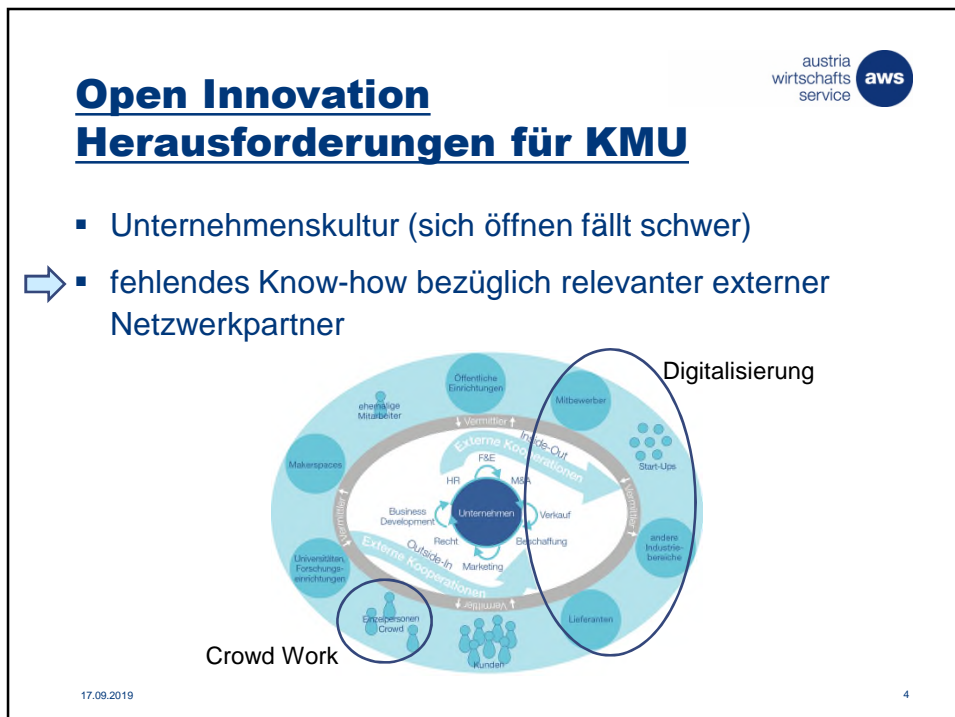 austria
wirtschafts
service
aws
Open Innovation
Herausforderungen für KMU
▪ Unternehmenskultur (sich öffnen fällt schwer)
▪ fehlendes Know-how bezüglich relevanter externer
Netzwerkpartner
Digitalisierung
Öffentliche
Einrichtungen
Mitbewerber
ehemalige
Mitarbeiter
Vermittler
Inside-Out
Externe Kooperationen
Start-Ups
Makerspaces
F&E
HR
M&A
Vermittler
Vermittler
Business
Development
Unternehmen
Verkauf
Recht
Beschaffung
Marketing
andere
Industrie-
bereiche
Universitäten,
Forschungs-
einrichtungen
Outside-In
Externe Kooperationen
Vermittler
Einzelpersonen
Crowd
Lieferanten
Kunden
Crowd Work
17.09.2019
4